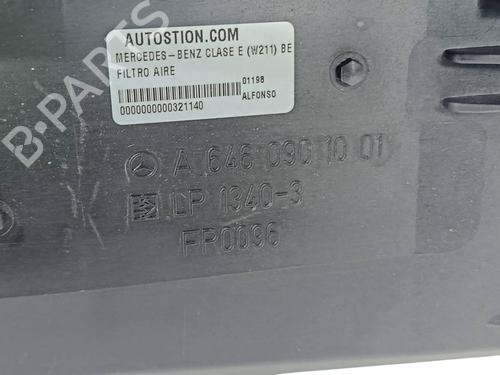 AUTOSTION.COM
MERCEDES-BENZ CLASE E (W211) BE
FILTRO AIRE
01198
0000000000321140
ALFONSO
A 646 090 10 01
LP 1340-3
FP0096
B-PARTS